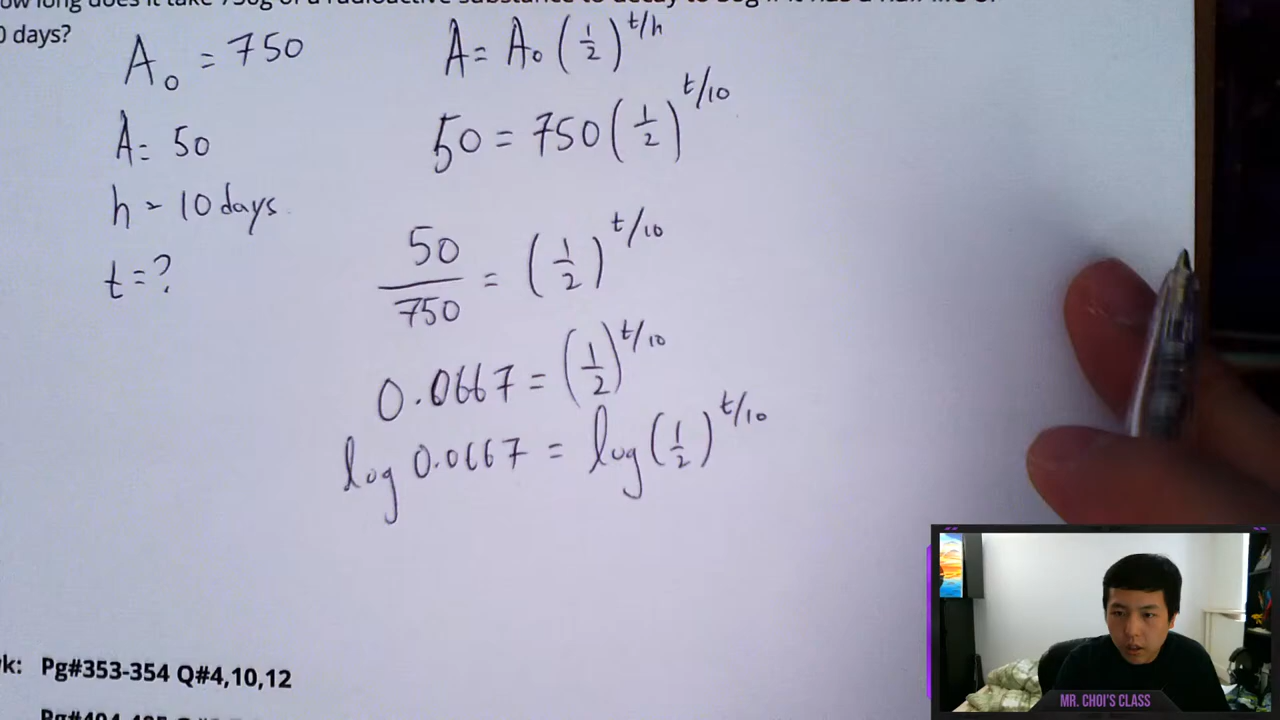 0 days?
A₀ = 750
A = 50
h = 10 days
t = ?
A = A₀ (1/2)^t/h
50 = 750 (1/2)^t/10
50/750 = (1/2)^t/10
0.0667 = (1/2)^t/10
log 0.0667 = log (1/2)^t/10
k: Pg#353-354 Q#4,10,12
MR. CHOI'S CLASS